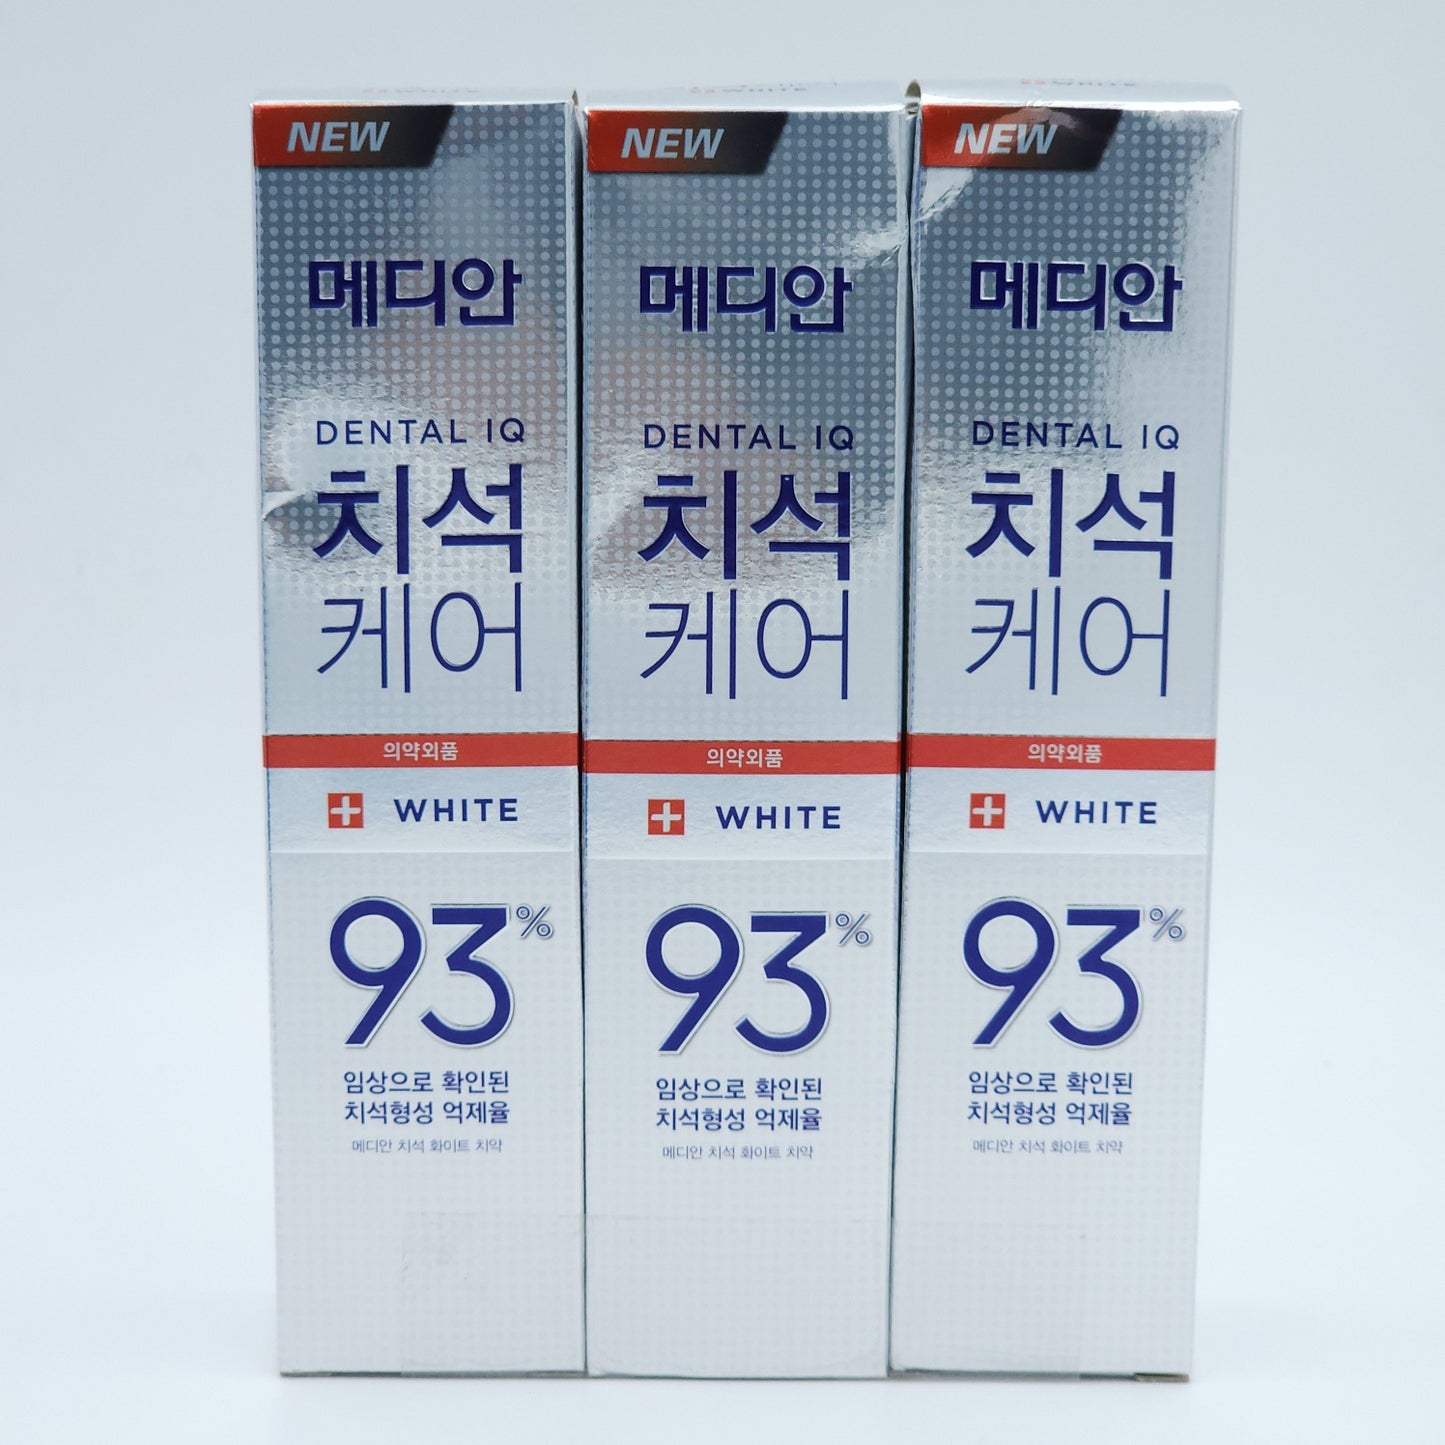 WHITE
NEW
메디안
DENTAL IQ
치석
케어
의약외품
WHITE
93%
임상으로 확인된
치석형성 억제율
메디안 치석 화이트 치약
WHITE
NEW
메디안
DENTAL IQ
치석
케어
의약외품
WHITE
93%
임상으로 확인된
치석형성 억제율
메디안 치석 화이트 치약
WHITE
NEW
메디안
DENTAL IQ
치석
케어
의약외품
WHITE
93%
임상으로 확인된
치석형성 억제율
메디안 치석 화이트 치약